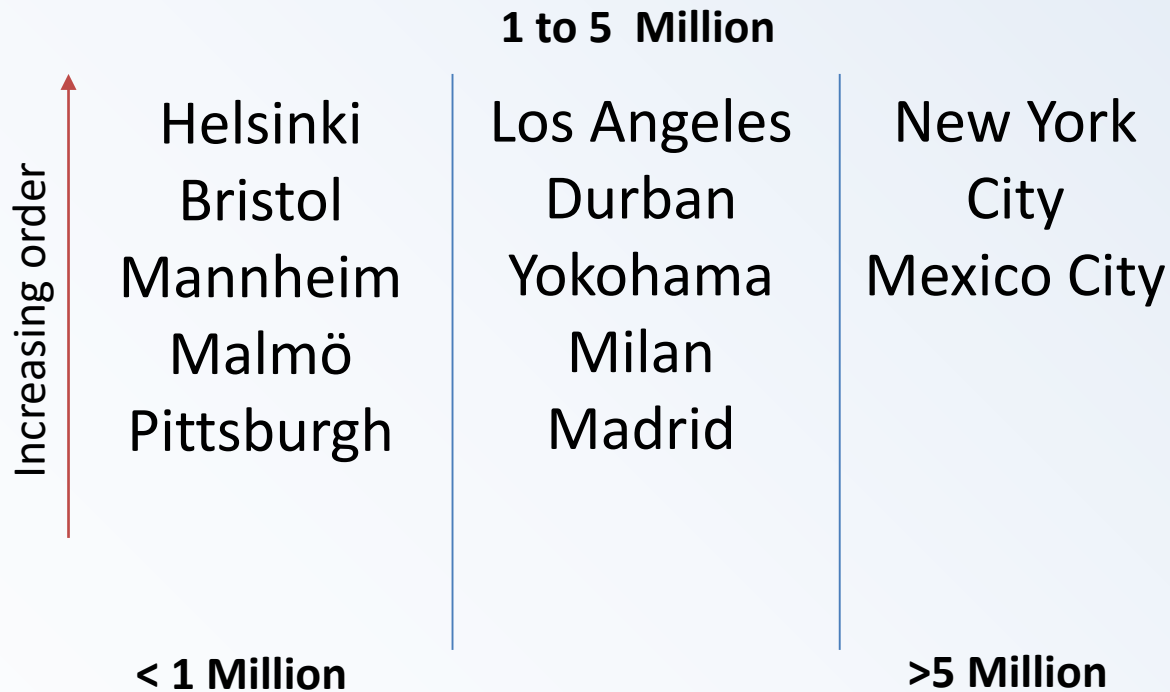 1 to 5  Million
Increasing order
Helsinki
Bristol
Mannheim
Malmö
Pittsburgh
Los Angeles
Durban
Yokohama
Milan
Madrid
New York
City
Mexico City
< 1 Million
>5 Million